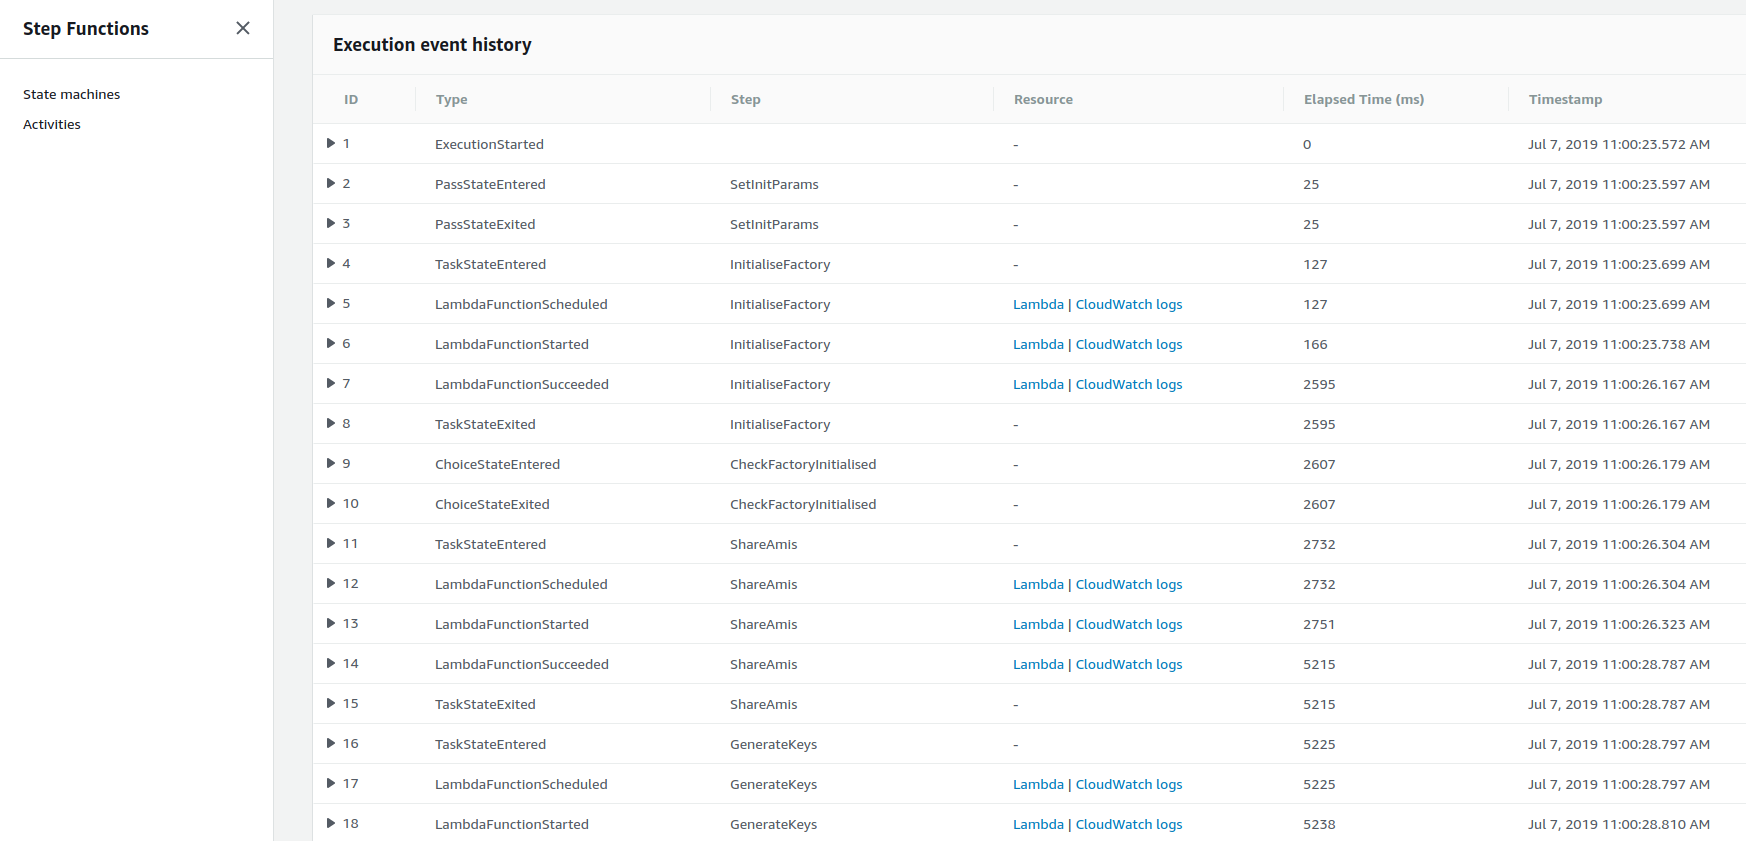 Step Functions
State machines
Activities
Execution event history
ID Type Step Resource Elapsed Time (ms) Timestamp
1 ExecutionStarted - 0 Jul 7, 2019 11:00:23.572 AM
2 PassStateEntered SetInitParams - 25 Jul 7, 2019 11:00:23.597 AM
3 PassStateExited SetInitParams - 25 Jul 7, 2019 11:00:23.597 AM
4 TaskStateEntered InitialiseFactory - 127 Jul 7, 2019 11:00:23.699 AM
5 LambdaFunctionScheduled InitialiseFactory Lambda | CloudWatch logs 127 Jul 7, 2019 11:00:23.699 AM
6 LambdaFunctionStarted InitialiseFactory Lambda | CloudWatch logs 166 Jul 7, 2019 11:00:23.738 AM
7 LambdaFunctionSucceeded InitialiseFactory Lambda | CloudWatch logs 2595 Jul 7, 2019 11:00:26.167 AM
8 TaskStateExited InitialiseFactory - 2595 Jul 7, 2019 11:00:26.167 AM
9 ChoiceStateEntered CheckFactoryInitialised - 2607 Jul 7, 2019 11:00:26.179 AM
10 ChoiceStateExited CheckFactoryInitialised - 2607 Jul 7, 2019 11:00:26.179 AM
11 TaskStateEntered ShareAmis - 2732 Jul 7, 2019 11:00:26.304 AM
12 LambdaFunctionScheduled ShareAmis Lambda | CloudWatch logs 2732 Jul 7, 2019 11:00:26.304 AM
13 LambdaFunctionStarted ShareAmis Lambda | CloudWatch logs 2751 Jul 7, 2019 11:00:26.323 AM
14 LambdaFunctionSucceeded ShareAmis Lambda | CloudWatch logs 5215 Jul 7, 2019 11:00:28.787 AM
15 TaskStateExited ShareAmis - 5215 Jul 7, 2019 11:00:28.787 AM
16 TaskStateEntered GenerateKeys - 5225 Jul 7, 2019 11:00:28.797 AM
17 LambdaFunctionScheduled GenerateKeys Lambda | CloudWatch logs 5225 Jul 7, 2019 11:00:28.797 AM
18 LambdaFunctionStarted GenerateKeys Lambda | CloudWatch logs 5238 Jul 7, 2019 11:00:28.810 AM